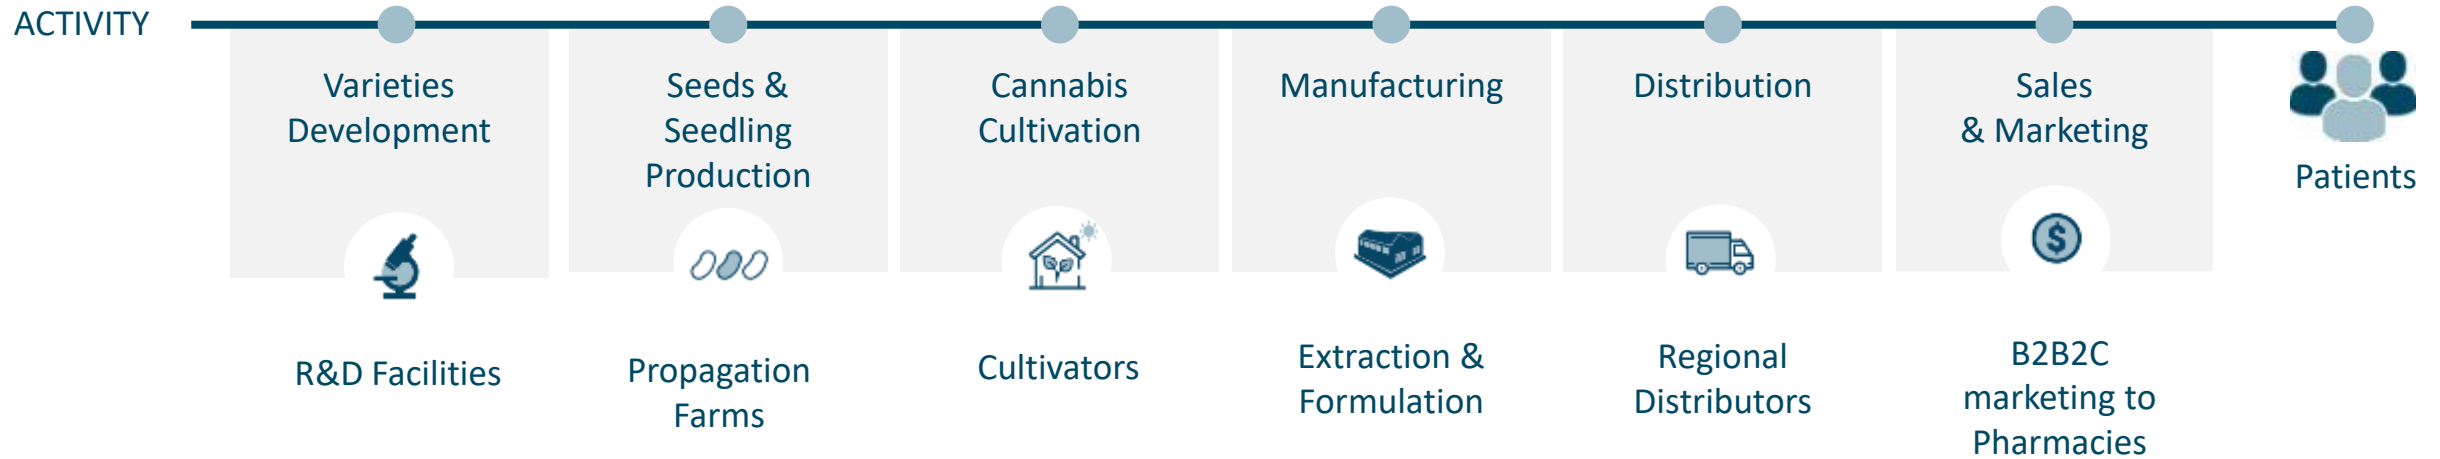 ACTIVITY
Varieties
Development
Seeds &
Seedling
Production
Cannabis
Cultivation
Manufacturing
Distribution
Sales
& Marketing
Patients
$
R&D Facilities
Propagation
Farms
Cultivators
Extraction &
Formulation
Regional
Distributors
B2B2C
marketing to
Pharmacies